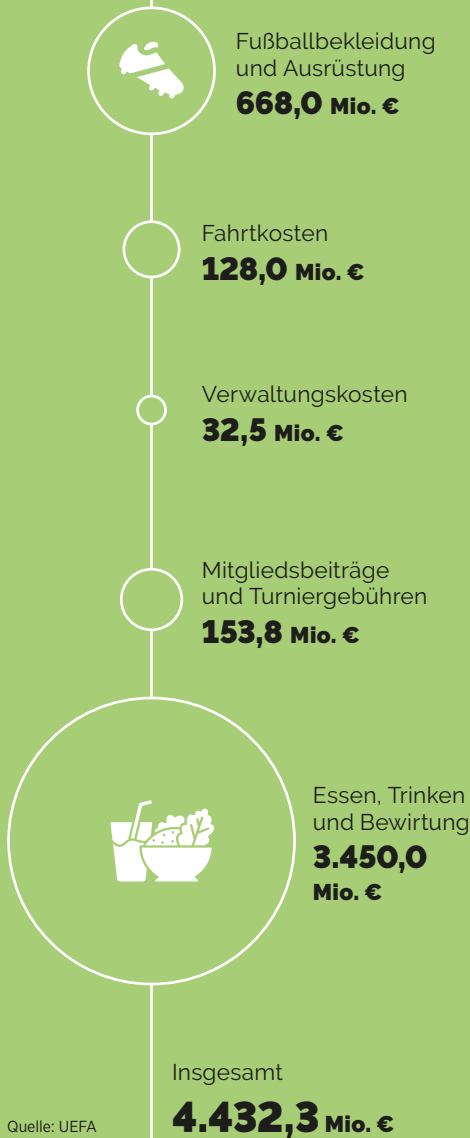 Fußballbekleidung
und Ausrüstung
668,0 Mio. €
Fahrtkosten
128,0 Mio. €
Verwaltungskosten
32,5 Mio. €
Mitgliedsbeiträge
und Turniergebühren
153,8 Mio. €
Essen, Trinken
und Bewirtung
3.450,0
Mio. €
Insgesamt
4.432,3 Mio. €
Quelle: UEFA